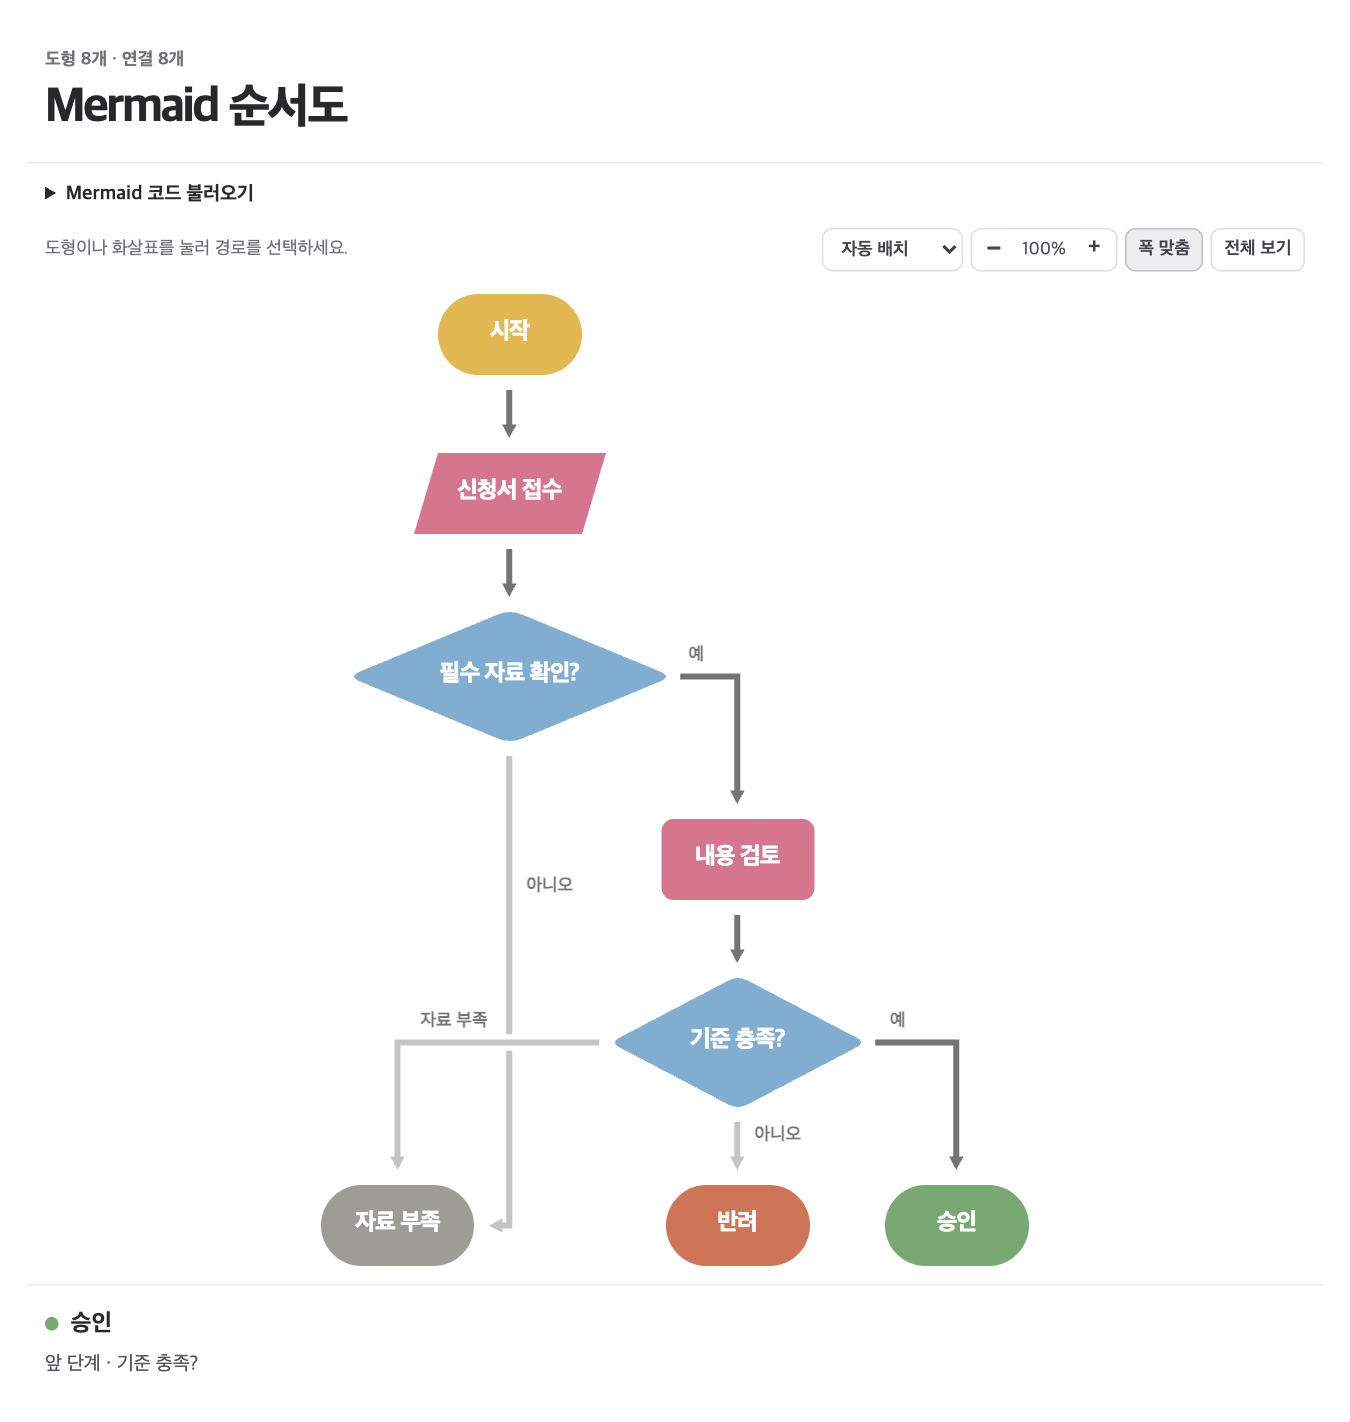 도형 8개 · 연결 8개
Mermaid 순서도
▶ Mermaid 코드 불러오기
도형이나 화살표를 눌러 경로를 선택하세요.
자동 배치
− 100% +
폭 맞춤
전체 보기
시작
신청서 접수
필수 자료 확인?
예
내용 검토
아니오
자료 부족
기준 충족?
예
아니오
자료 부족
반려
승인
승인
앞 단계 · 기준 충족?